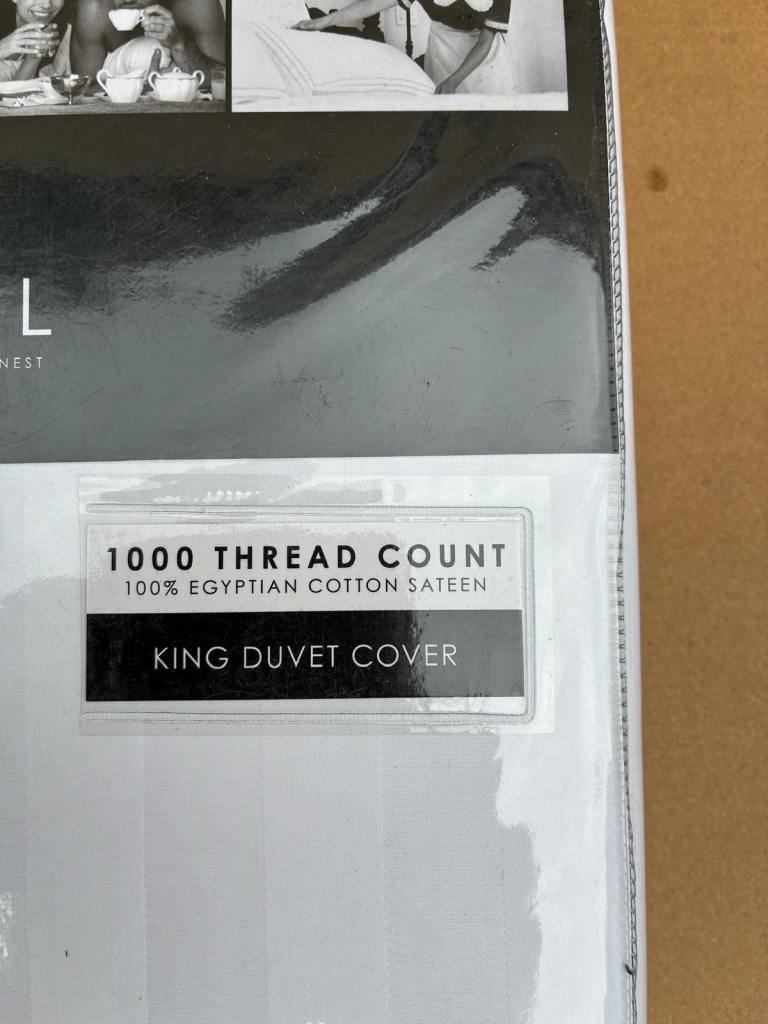 L
NEST
1000 THREAD COUNT
100% EGYPTIAN COTTON SATEEN
KING DUVET COVER